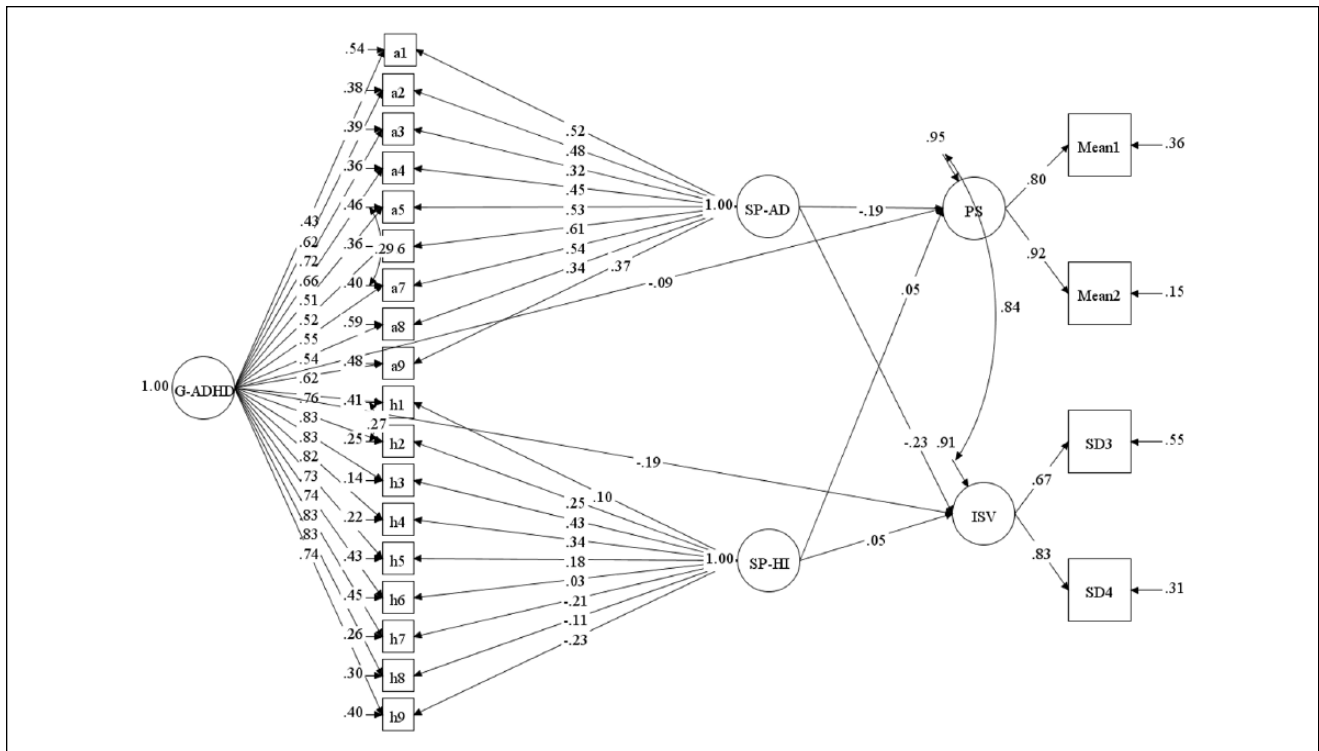 .54 a1
.38 a2
.39 a3
.36 a4
.46 a5
.36 .29 6
.40 a7
.59 a8
.48 a9
.41 h1
.27
.25 h2
.14 h3
.22 h4
.43 h5
.45 h6
.26 h7
.30 h8
.40 h9
1.00 G-ADHD
.43
.62
.72
.66
.51
.52
.55
.54
.62
.76
.83
.83
.82
.73
.74
.83
.83
.74
.52
.48
.32
.45
.53
.61
.54
.34
.37
1.00 SP-AD
.10
.25
.43
.34
.18
.03
-.21
-.11
-.23
1.00 SP-HI
-.19
-.09
.05
-.23
-.19
.05
.95
PS
.84
.91
ISV
.80
.92
.67
.83
Mean1 .36
Mean2 .15
SD3 .55
SD4 .31